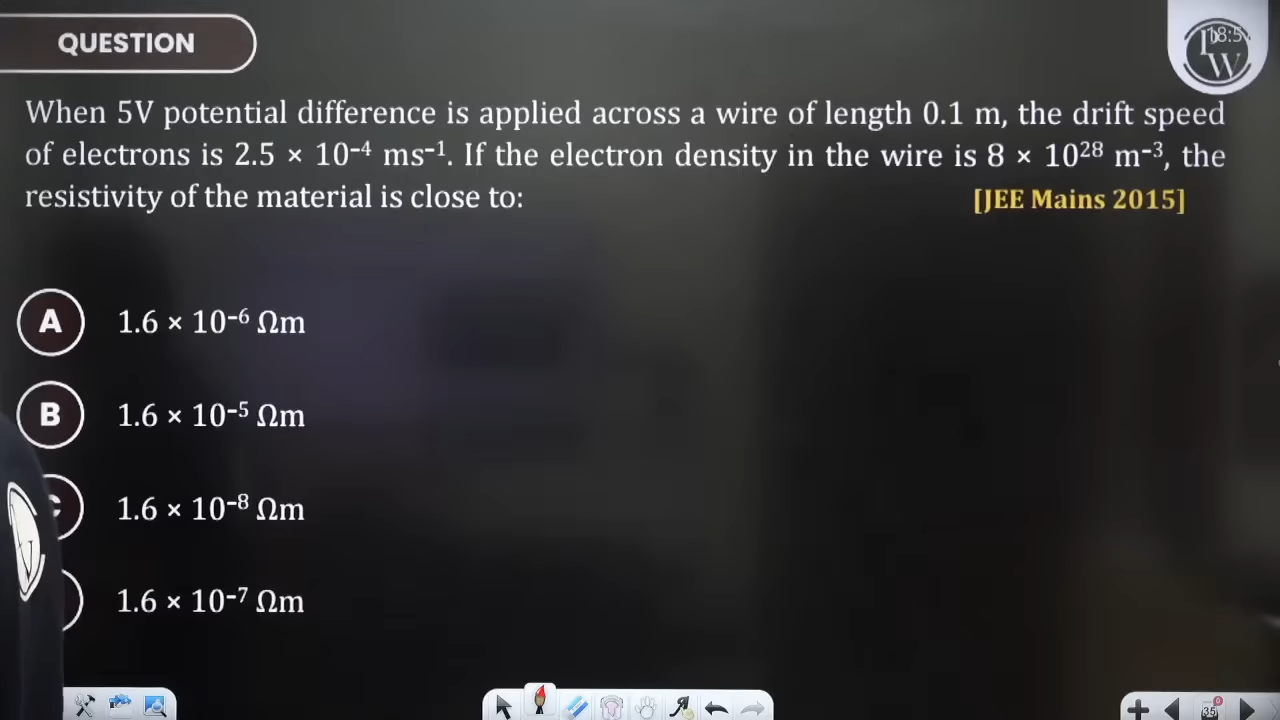 QUESTION
18:5
W
When 5V potential difference is applied across a wire of length 0.1 m, the drift speed
of electrons is 2.5 × 10⁻⁴ ms⁻¹. If the electron density in the wire is 8 × 10²⁸ m⁻³, the
resistivity of the material is close to:
[JEE Mains 2015]
A 1.6 × 10⁻⁶ Ωm
B 1.6 × 10⁻⁵ Ωm
1.6 × 10⁻⁸ Ωm
1.6 × 10⁻⁷ Ωm
35